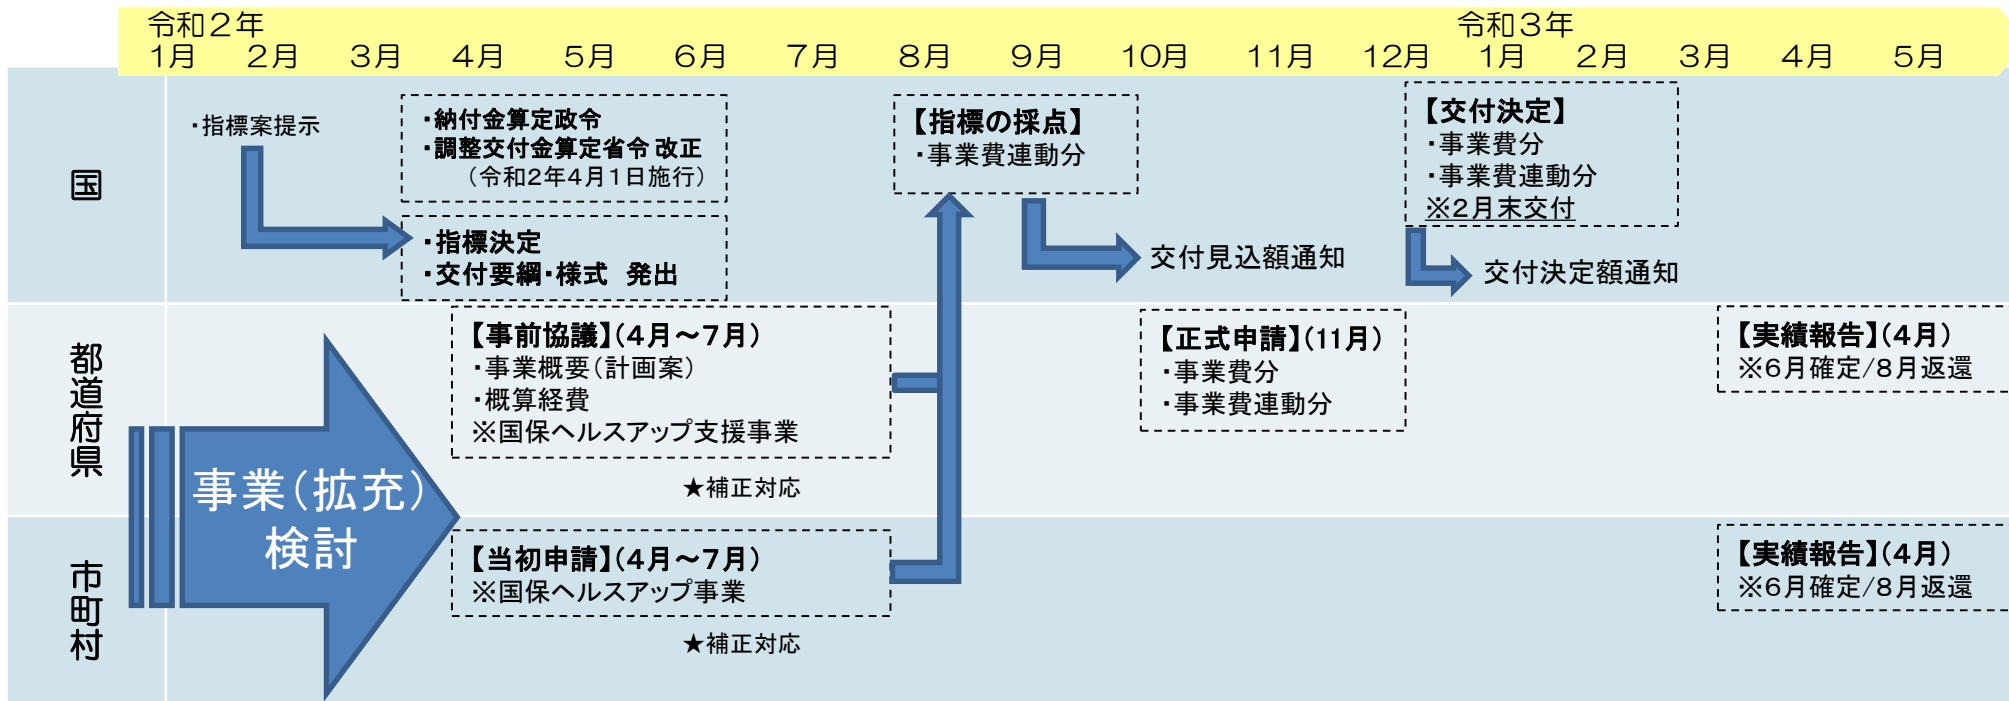 令和2年
令和3年
1月 2月 3月 4月 5月 6月 7月 8月 9月 10月 11月 12月 1月 2月 3月 4月 5月
国
・指標案提示
・納付金算定政令
・調整交付金算定省令 改正
（令和2年4月1日施行）
・指標決定
・交付要綱・様式 発出
【指標の採点】
・事業費連動分
交付見込額通知
【交付決定】
・事業費分
・事業費連動分
※2月末交付
交付決定額通知
都道府県
事業（拡充）
検討
【事前協議】（4月～7月）
・事業概要（計画案）
・概算経費
※国保ヘルスアップ支援事業
★補正対応
【正式申請】（11月）
・事業費分
・事業費連動分
【実績報告】（4月）
※6月確定/8月返還
市町村
【当初申請】（4月～7月）
※国保ヘルスアップ事業
★補正対応
【実績報告】（4月）
※6月確定/8月返還